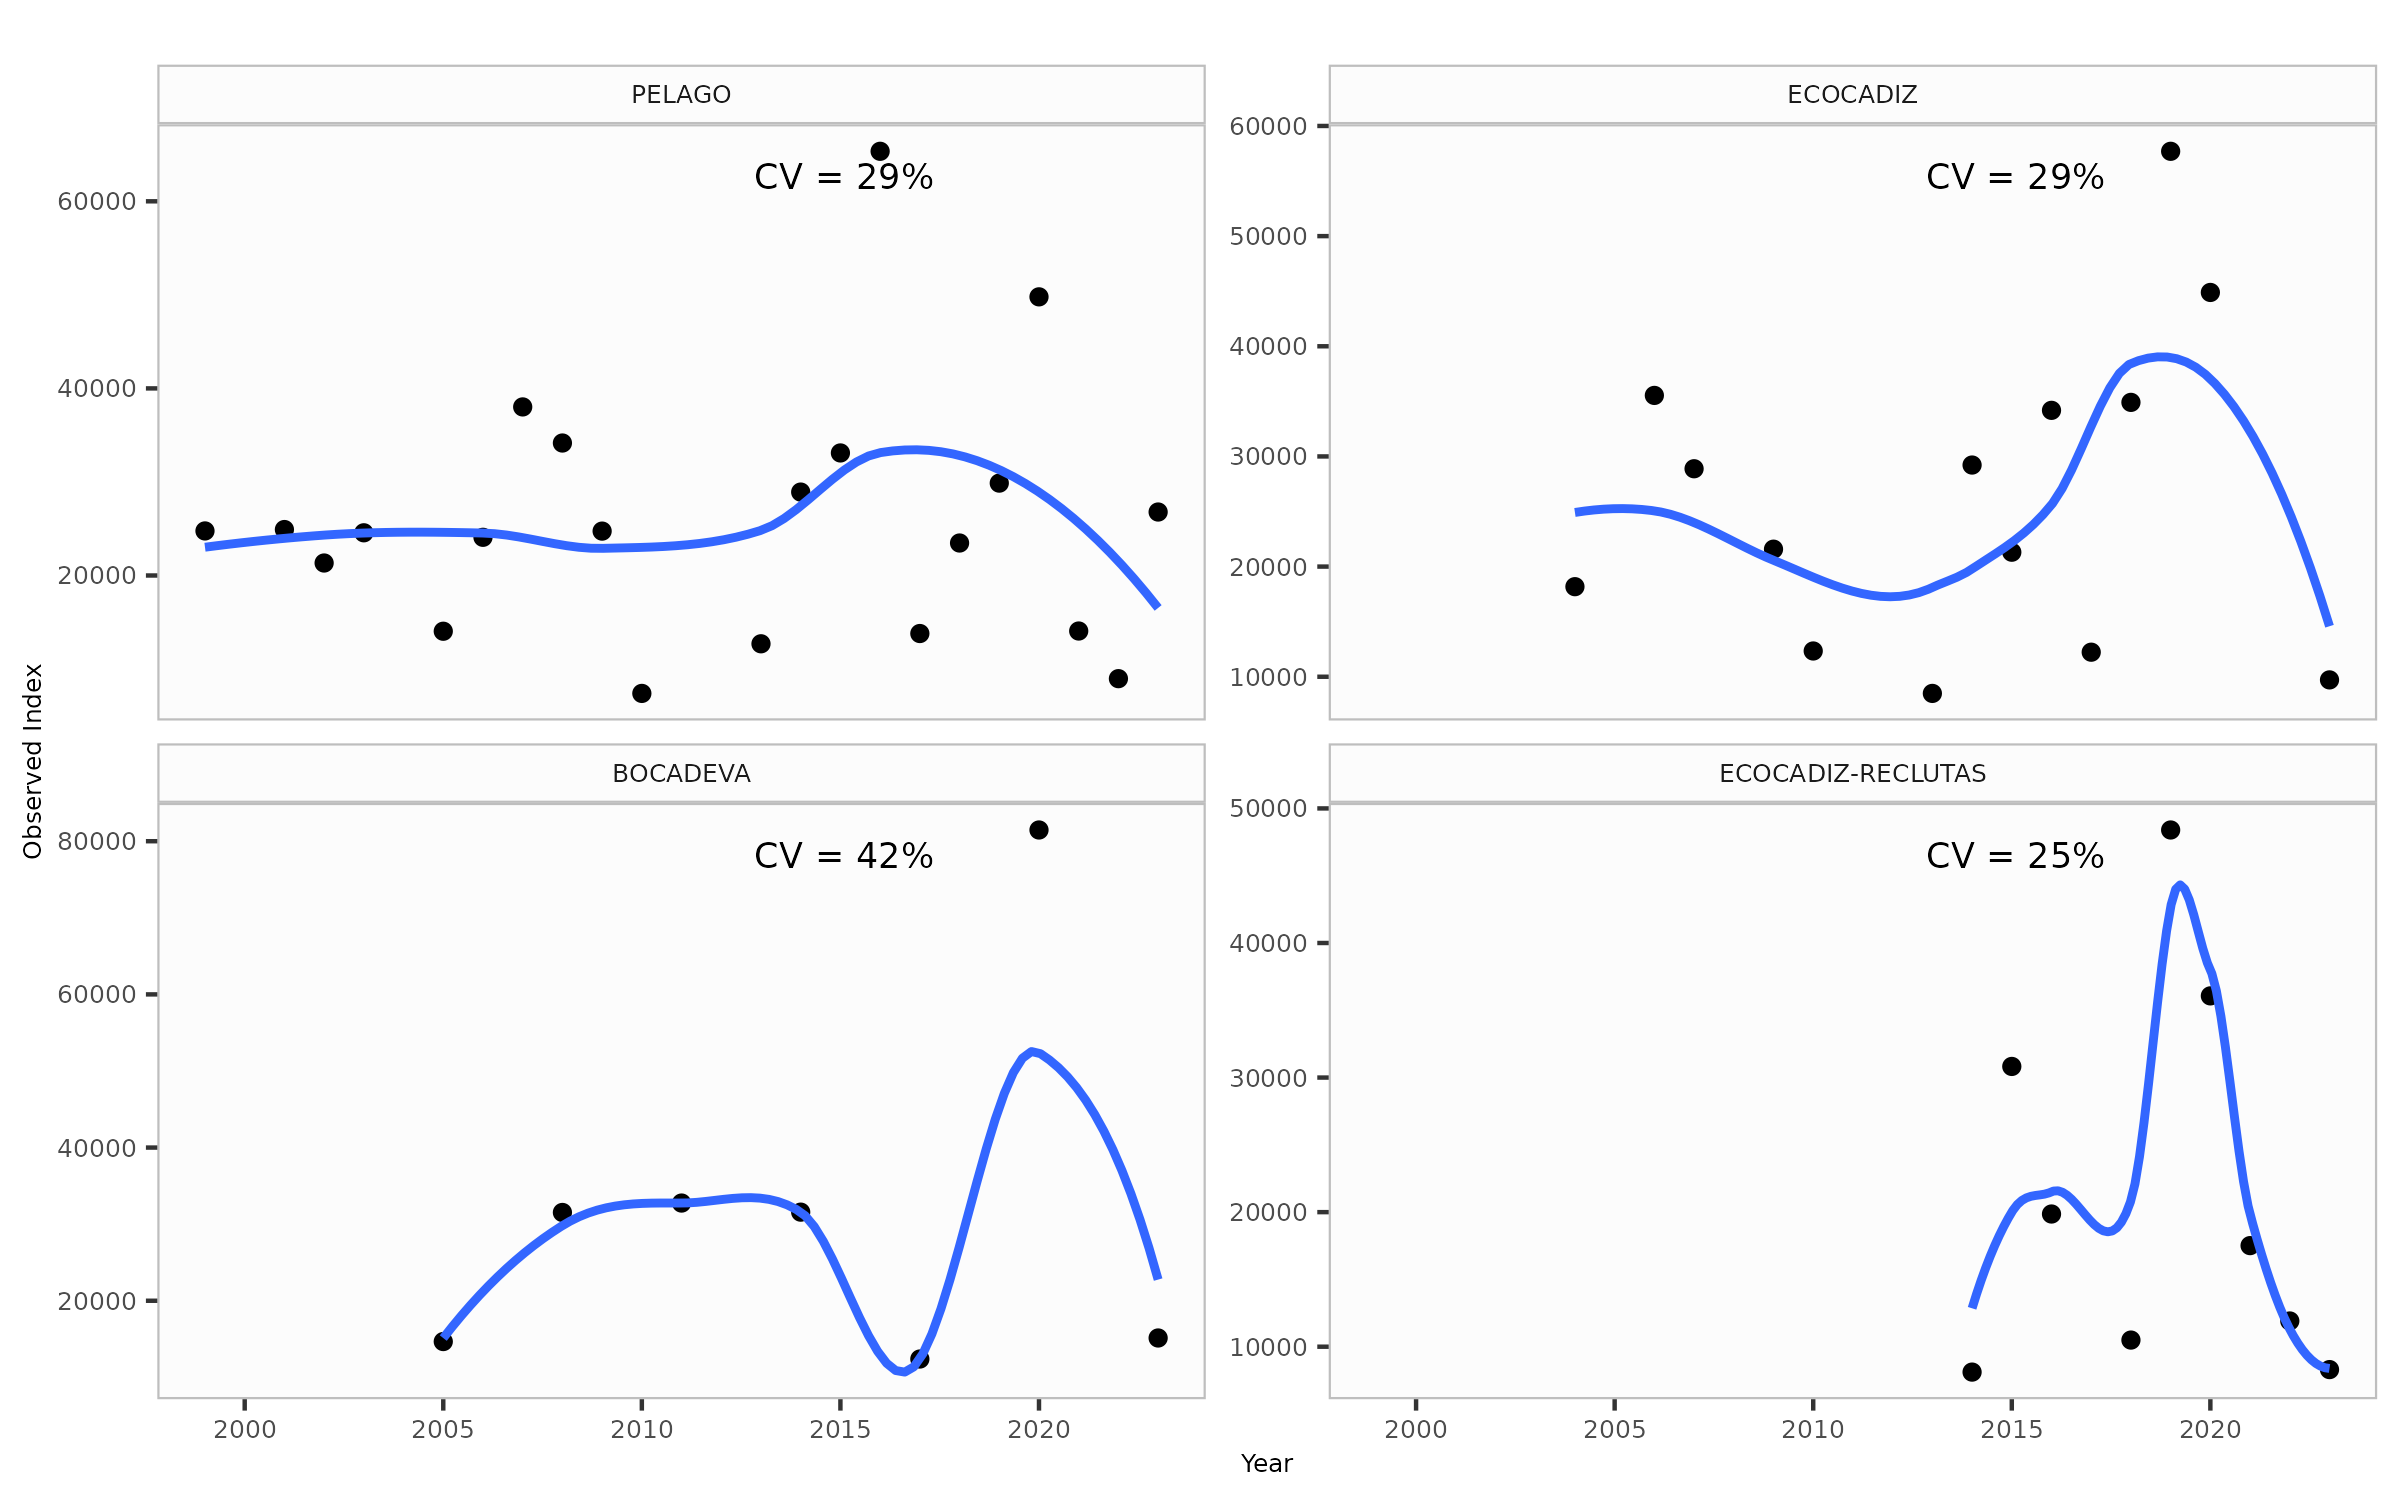 PELAGO
ECOCADIZ
CV = 29%
CV = 29%
60000
40000
20000
60000
50000
40000
30000
20000
10000
BOCADEVA
ECOCADIZ-RECLUTAS
CV = 42%
CV = 25%
80000
60000
40000
20000
50000
40000
30000
20000
10000
2000 2005 2010 2015 2020
2000 2005 2010 2015 2020
Observed Index
Year